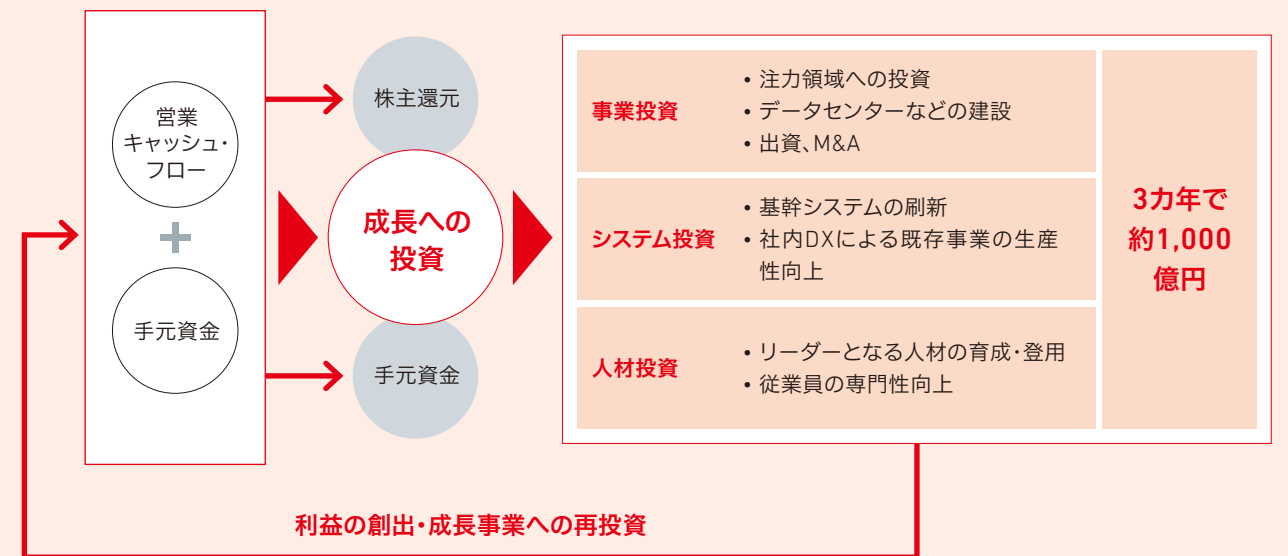 営業
キャッシュ・
フロー
+
手元資金
株主還元
成長への
投資
手元資金
事業投資
• 注力領域への投資
• データセンターなどの建設
• 出資、M&A
システム投資
• 基幹システムの刷新
• 社内DXによる既存事業の生産
性向上
人材投資
• リーダーとなる人材の育成・登用
• 従業員の専門性向上
3カ年で
約1,000
億円
利益の創出・成長事業への再投資